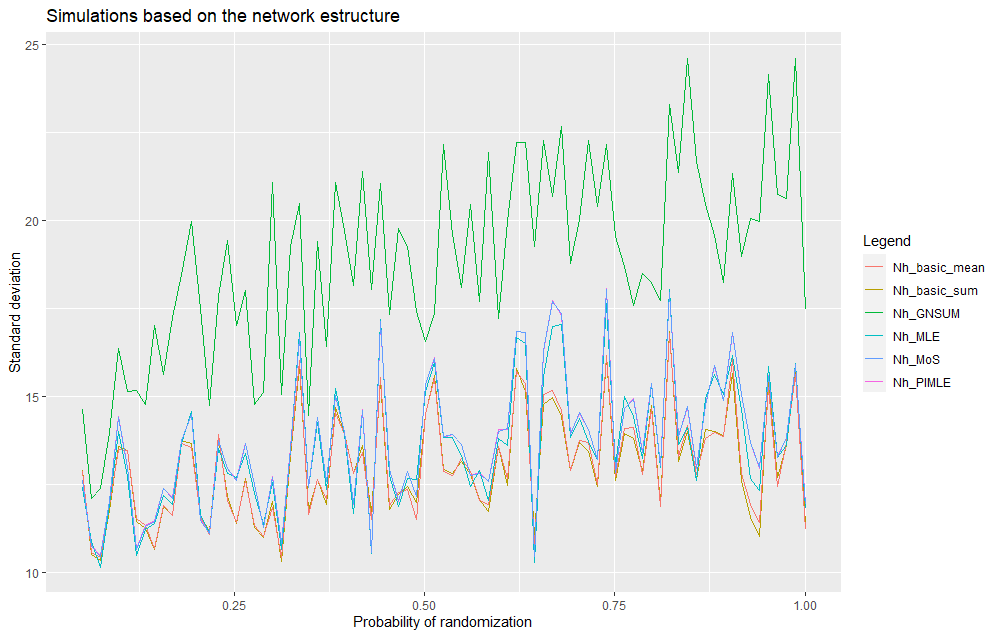 Simulations based on the network estructure
25
20
15
10
Standard deviation
0.25 0.50 0.75 1.00
Probability of randomization
Legend
Nh_basic_mean
Nh_basic_sum
Nh_GNSUM
Nh_MLE
Nh_MoS
Nh_PIMLE